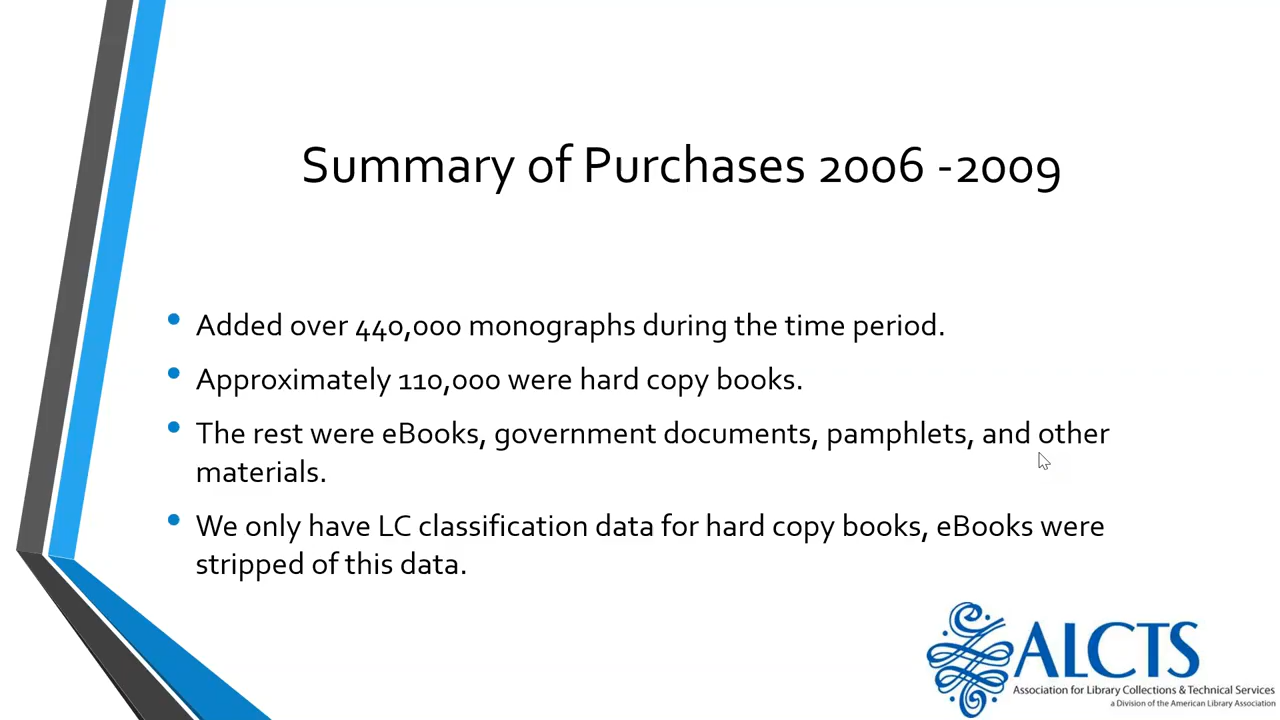 Summary of Purchases 2006 -2009
Added over 440,000 monographs during the time period.
Approximately 110,000 were hard copy books.
The rest were eBooks, government documents, pamphlets, and other
materials.
We only have LC classification data for hard copy books, eBooks were
stripped of this data.
ALCTS
Association for Library Collections & Technical Services
a Division of the American Library Association